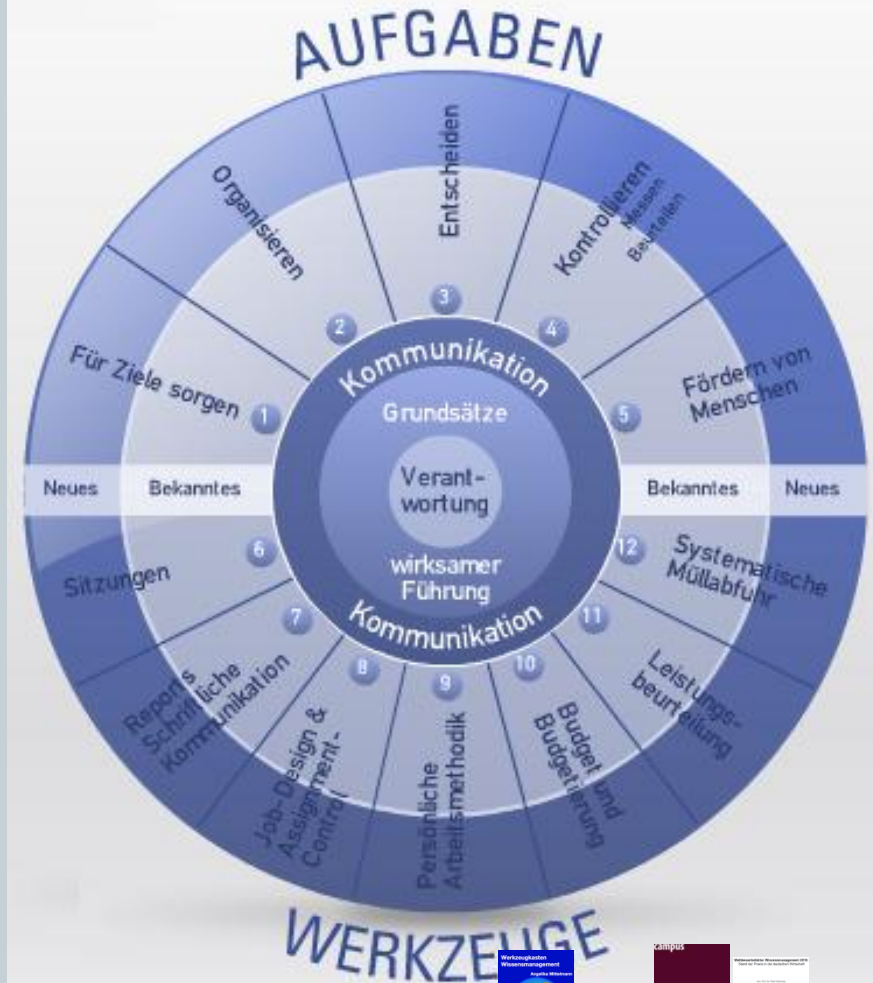 AUFGABEN
Für Ziele sorgen
1
Organisieren
2
Entscheiden
3
Kontrollieren
Messen
Beurteilen
4
Fördern von
Menschen
5
Kommunikation
Grundsätze
Verant-
wortung
wirksamer
Führung
Kommunikation
Neues
Bekanntes
Bekanntes
Neues
Sitzungen
6
Reports
Schriftliche
Kommunikation
7
Job-Design &
Assignment-
Control
8
Persönliche
Arbeitsmethodik
9
Budget und
Budgetierung
10
Leistungs-
beurteilung
11
Systematische
Müllabfuhr
12
WERKZEUGE
Werkzeugkasten
Wissensmanagement
Angelika Mittelmann
campus